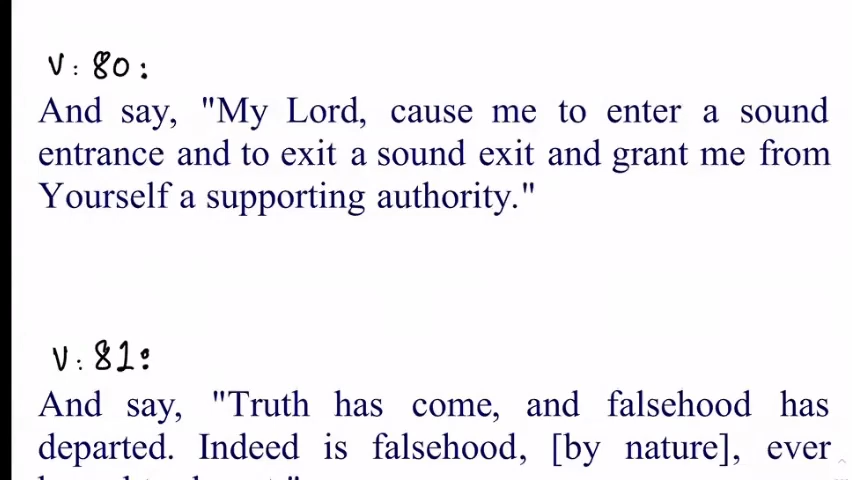 V: 80:
And say, "My Lord, cause me to enter a sound
entrance and to exit a sound exit and grant me from
Yourself a supporting authority."
V: 81:
And say, "Truth has come, and falsehood has
departed. Indeed is falsehood, [by nature], ever